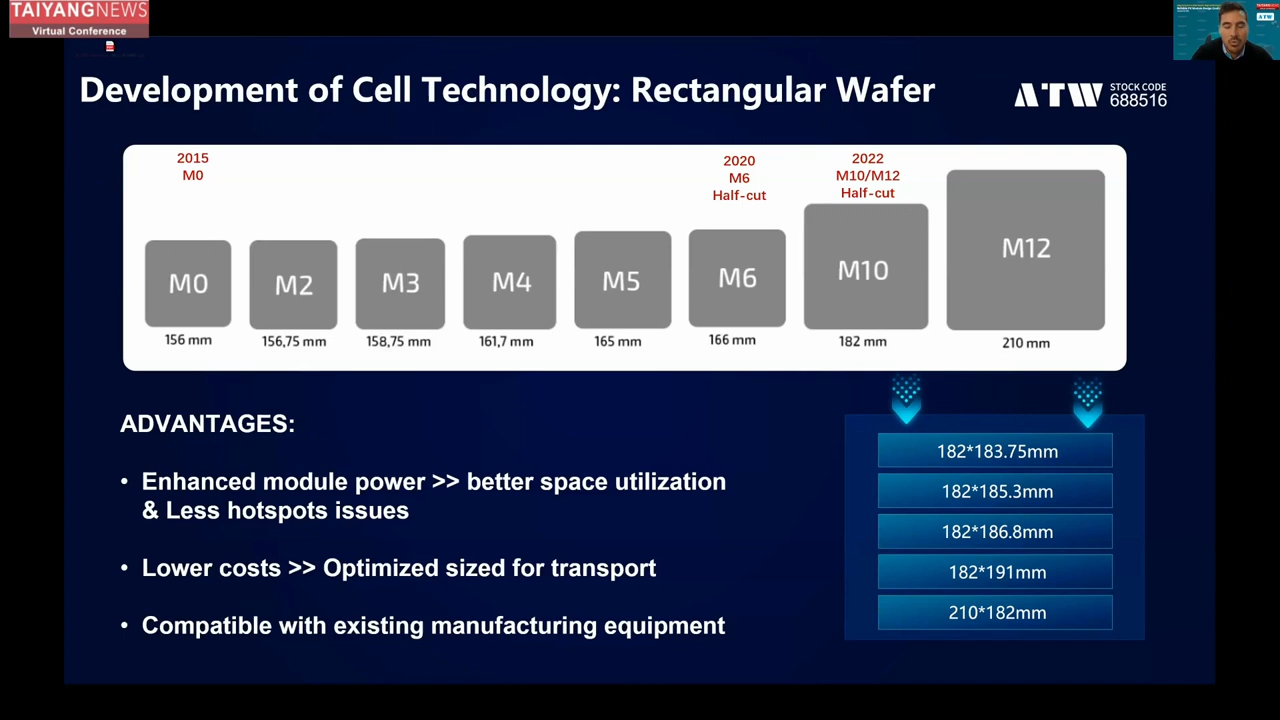 TAIYANGNEWS
Virtual Conference
Development of Cell Technology: Rectangular Wafer
ATW
STOCK CODE
688516
2015
M0
2020
M6
Half-cut
2022
M10/M12
Half-cut
M0
M2
M3
M4
M5
M6
M10
M12
156 mm
156,75 mm
158,75 mm
161,7 mm
165 mm
166 mm
182 mm
210 mm
ADVANTAGES:
• Enhanced module power >> better space utilization
& Less hotspots issues
• Lower costs >> Optimized sized for transport
• Compatible with existing manufacturing equipment
182*183.75mm
182*185.3mm
182*186.8mm
182*191mm
210*182mm